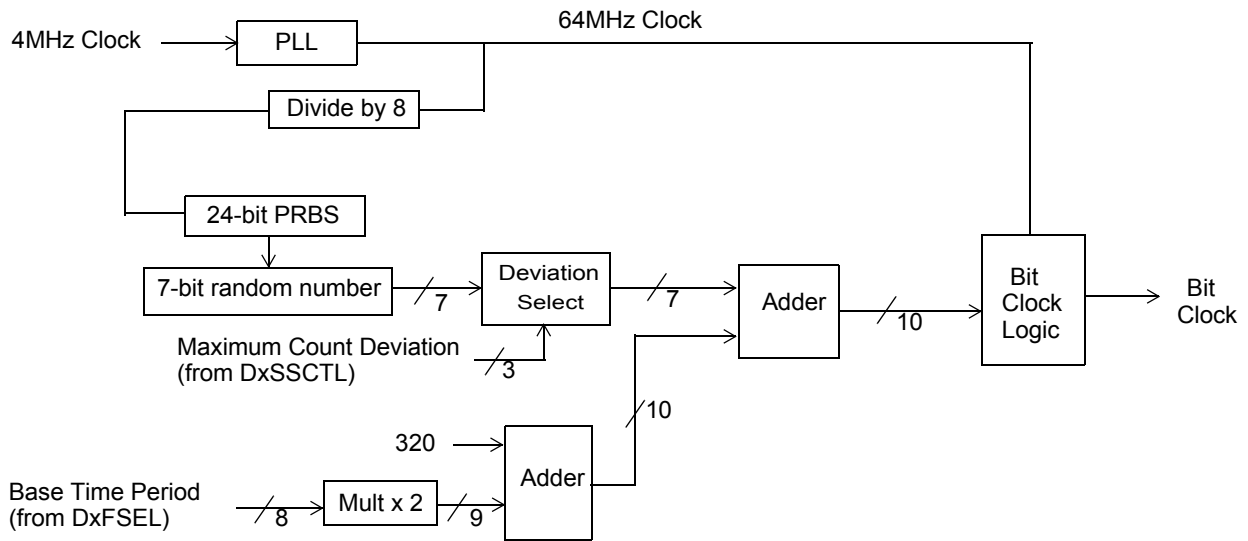 64MHz Clock
4MHz Clock
PLL
Divide by 8
24-bit PRBS
7-bit random number
7
Deviation
Select
7
Adder
10
Bit
Clock
Logic
Bit
Clock
Maximum Count Deviation
(from DxSSCTL)
3
10
320
Adder
Base Time Period
(from DxFSEL)
8
Mult x 2
9